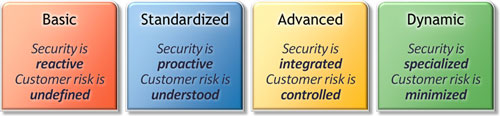 Basic
Security is
reactive
Customer risk is
undefined
Standardized
Security is
proactive
Customer risk is
understood
Advanced
Security is
integrated
Customer risk is
controlled
Dynamic
Security is
specialized
Customer risk is
minimized